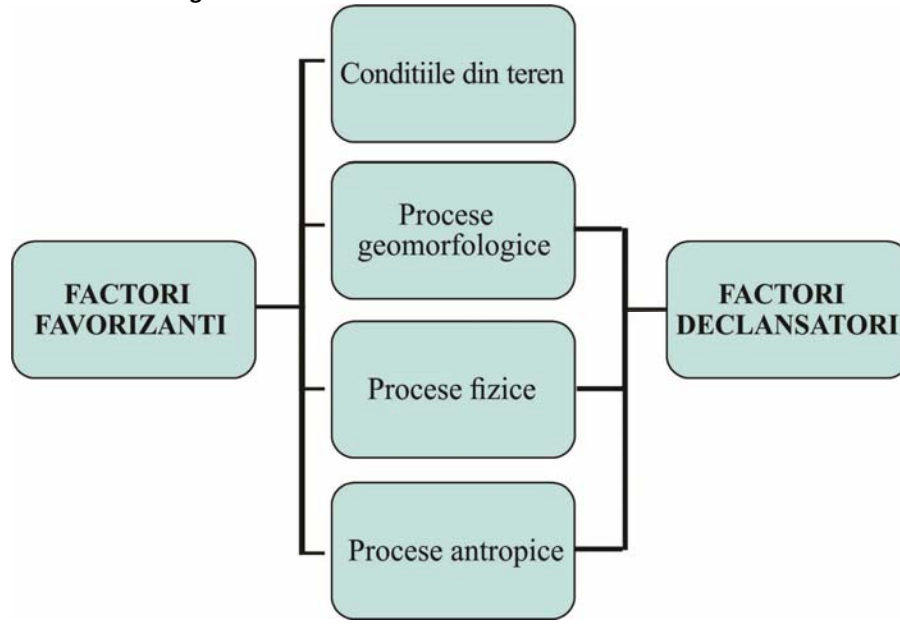 Conditiile din teren
Procese
geomorfologice
FACTORI
FAVORIZANTI
FACTORI
DECLANSATORI
Procese fizice
Procese antropice